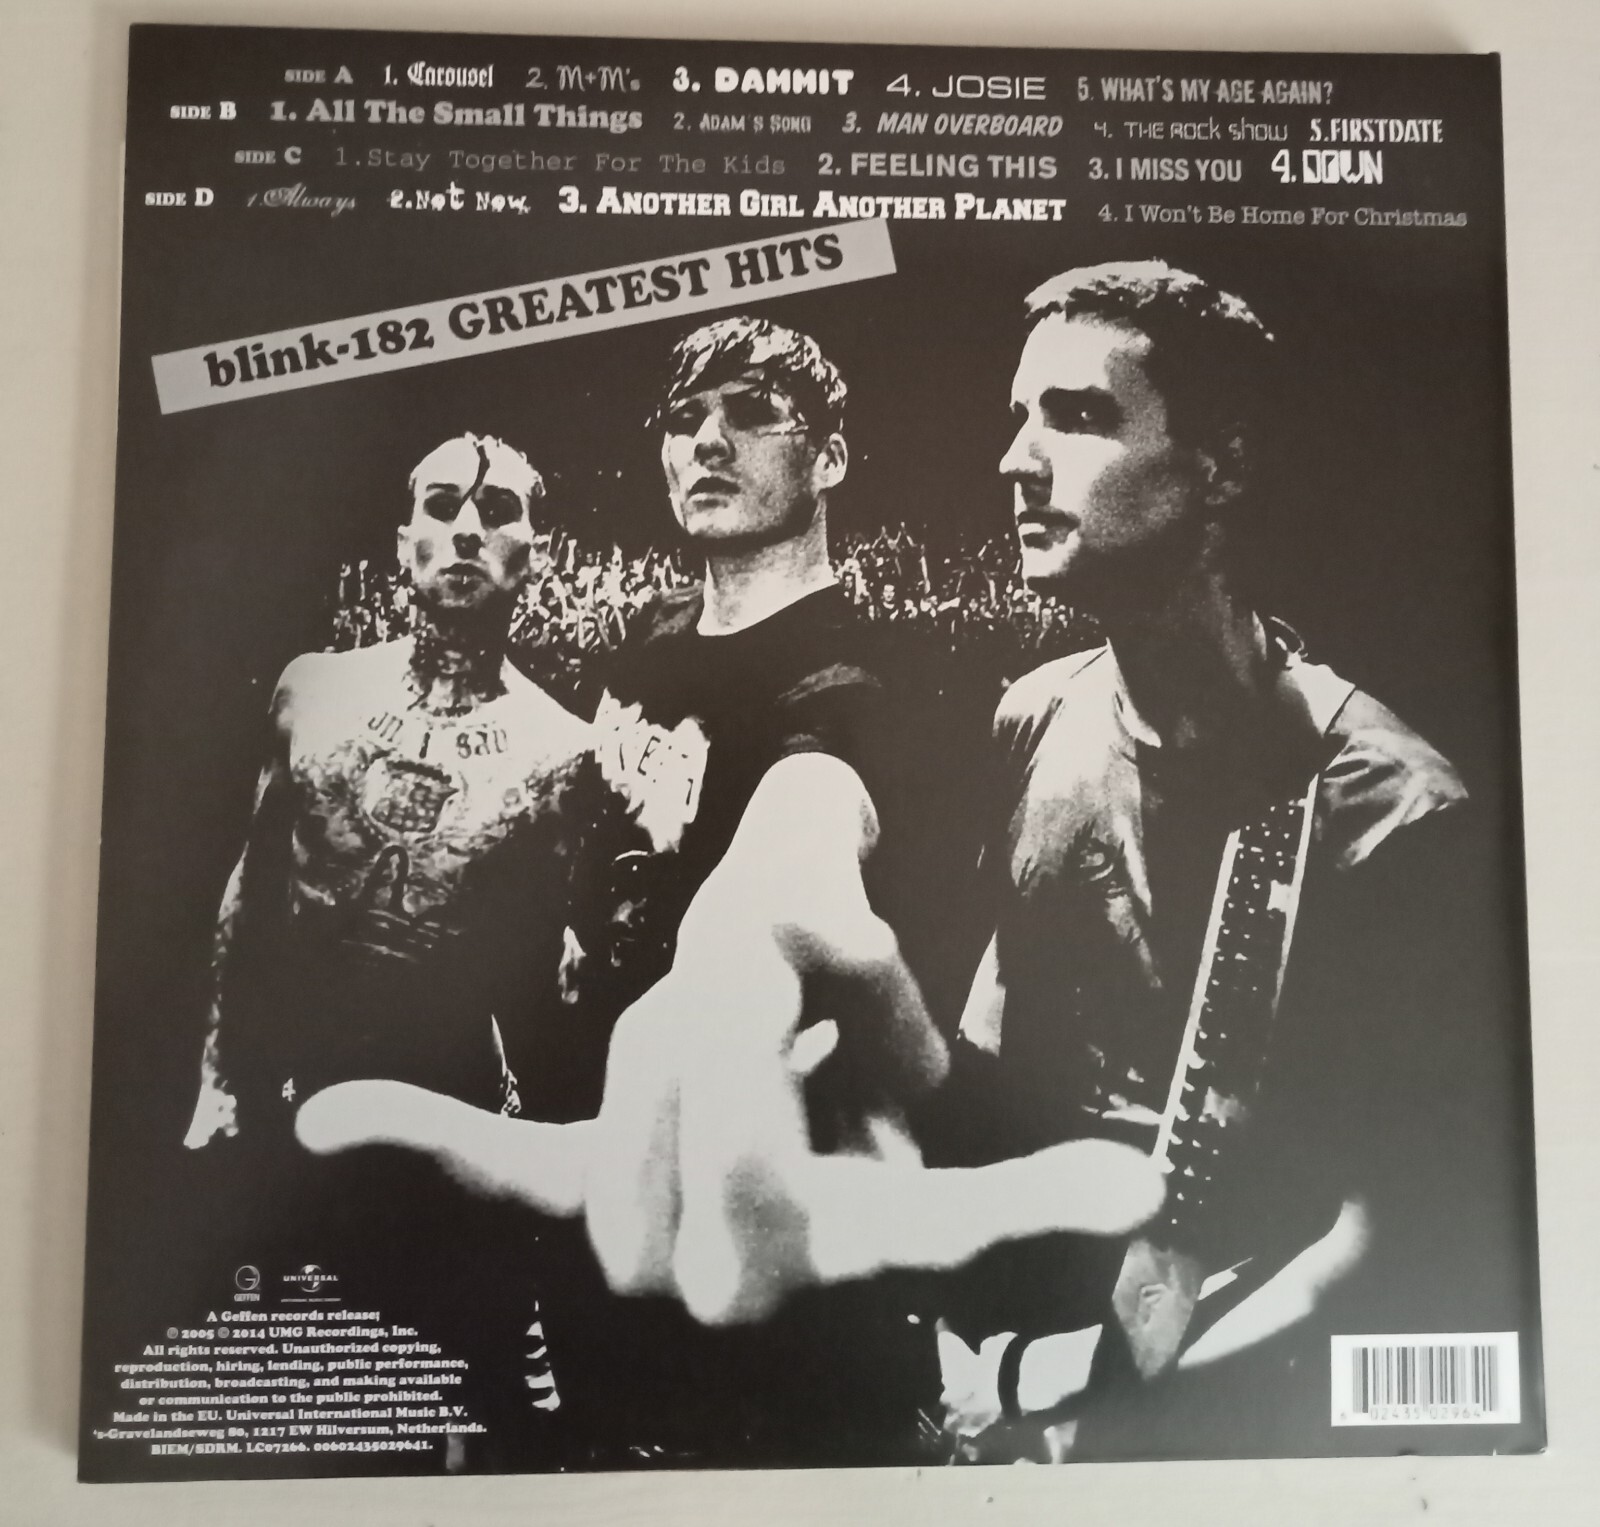 SIDE A 1. Carousel 2. M+M's 3. DAMMIT 4. JOSIE 5. WHAT'S MY AGE AGAIN?
SIDE B 1. All The Small Things 2. ADAM'S SONG 3. MAN OVERBOARD 4. THE ROCK SHOW 5.FIRSTDATE
SIDE C 1.Stay Together For The Kids 2. FEELING THIS 3. I MISS YOU 4. DOWN
SIDE D 1.Always 2.Not Now. 3. ANOTHER GIRL ANOTHER PLANET 4. I Won't Be Home For Christmas
blink-182 GREATEST HITS
on i sau
GEFFEN UNIVERSAL
A Geffen records release;
℗ 2005 © 2014 UMG Recordings, Inc.
All rights reserved. Unauthorized copying,
reproduction, hiring, lending, public performance,
distribution, broadcasting, and making available
or communication to the public prohibited.
Made in the EU. Universal International Music B.V.
's-Gravelandseweg 80, 1217 EW Hilversum, Netherlands.
BIEM/SDRM. LC07266. 00602435029641.
6 02435 02964 1